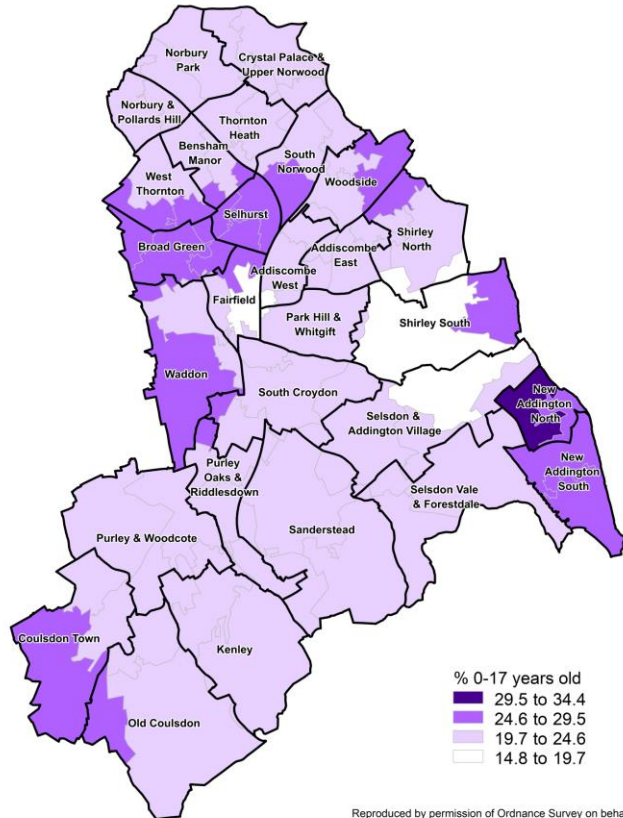 Norbury
Park
Crystal Palace &
Upper Norwood
Norbury &
Pollards Hill
Thornton
Heath
Bensham
Manor
South
Norwood
West
Thornton
Woodside
Selhurst
Broad Green
Shirley
North
Addiscombe
East
Addiscombe
West
Fairfield
Park Hill &
Whitgift
Shirley South
Waddon
South Croydon
New
Addington
North
Selsdon &
Addington Village
Purley
Oaks &
Riddlesdown
New
Addington
South
Selsdon Vale
& Forestdale
Sanderstead
Purley & Woodcote
Coulsdon Town
Kenley
Old Coulsdon
% 0-17 years old
29.5 to 34.4
24.6 to 29.5
19.7 to 24.6
14.8 to 19.7
Reproduced by permission of Ordnance Survey on beha